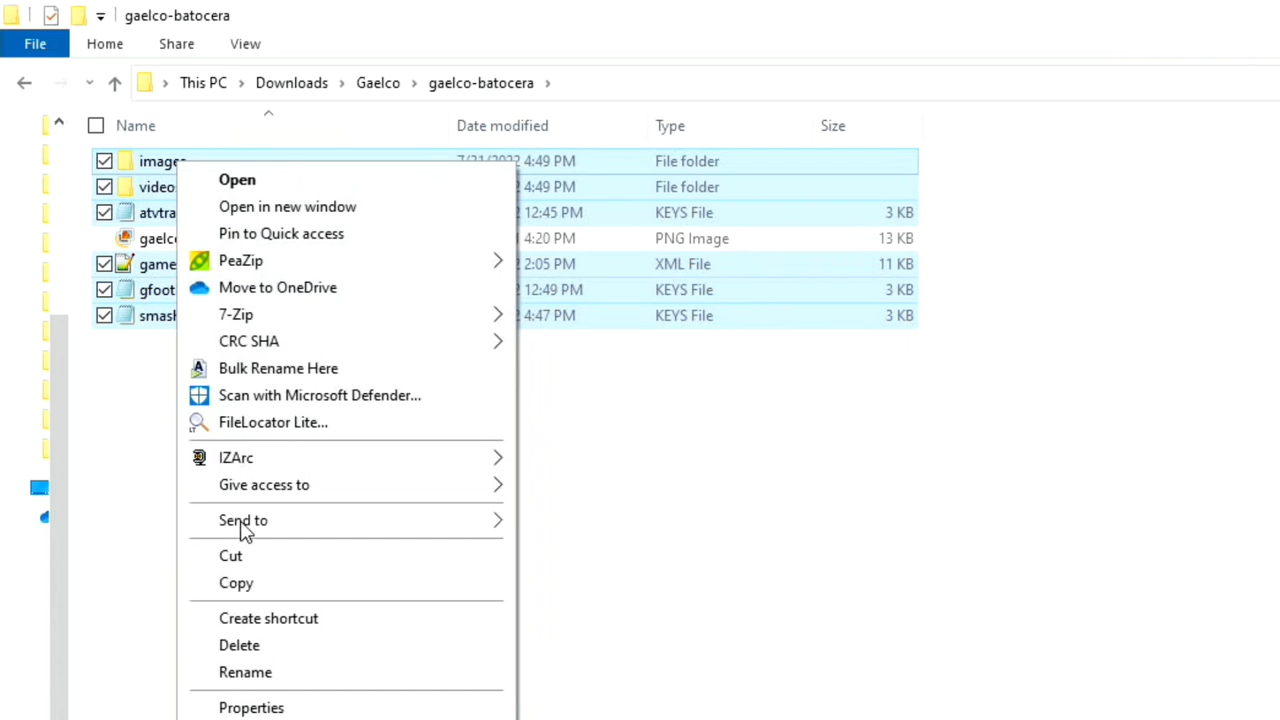 gaelco-batocera
File Home Share View
This PC Downloads Gaelco gaelco-batocera
Name Date modified Type Size
images 4:49 PM File folder
video 4:49 PM File folder
atvtra 12:45 PM KEYS File 3 KB
gaelc 4:20 PM PNG Image 13 KB
game 2:05 PM XML File 11 KB
gfoot 2 12:49 PM KEYS File 3 KB
smash 4:47 PM KEYS File 3 KB
Open
Open in new window
Pin to Quick access
PeaZip
Move to OneDrive
7-Zip
CRC SHA
Bulk Rename Here
Scan with Microsoft Defender...
FileLocator Lite...
IZArc
Give access to
Send to
Cut
Copy
Create shortcut
Delete
Rename
Properties